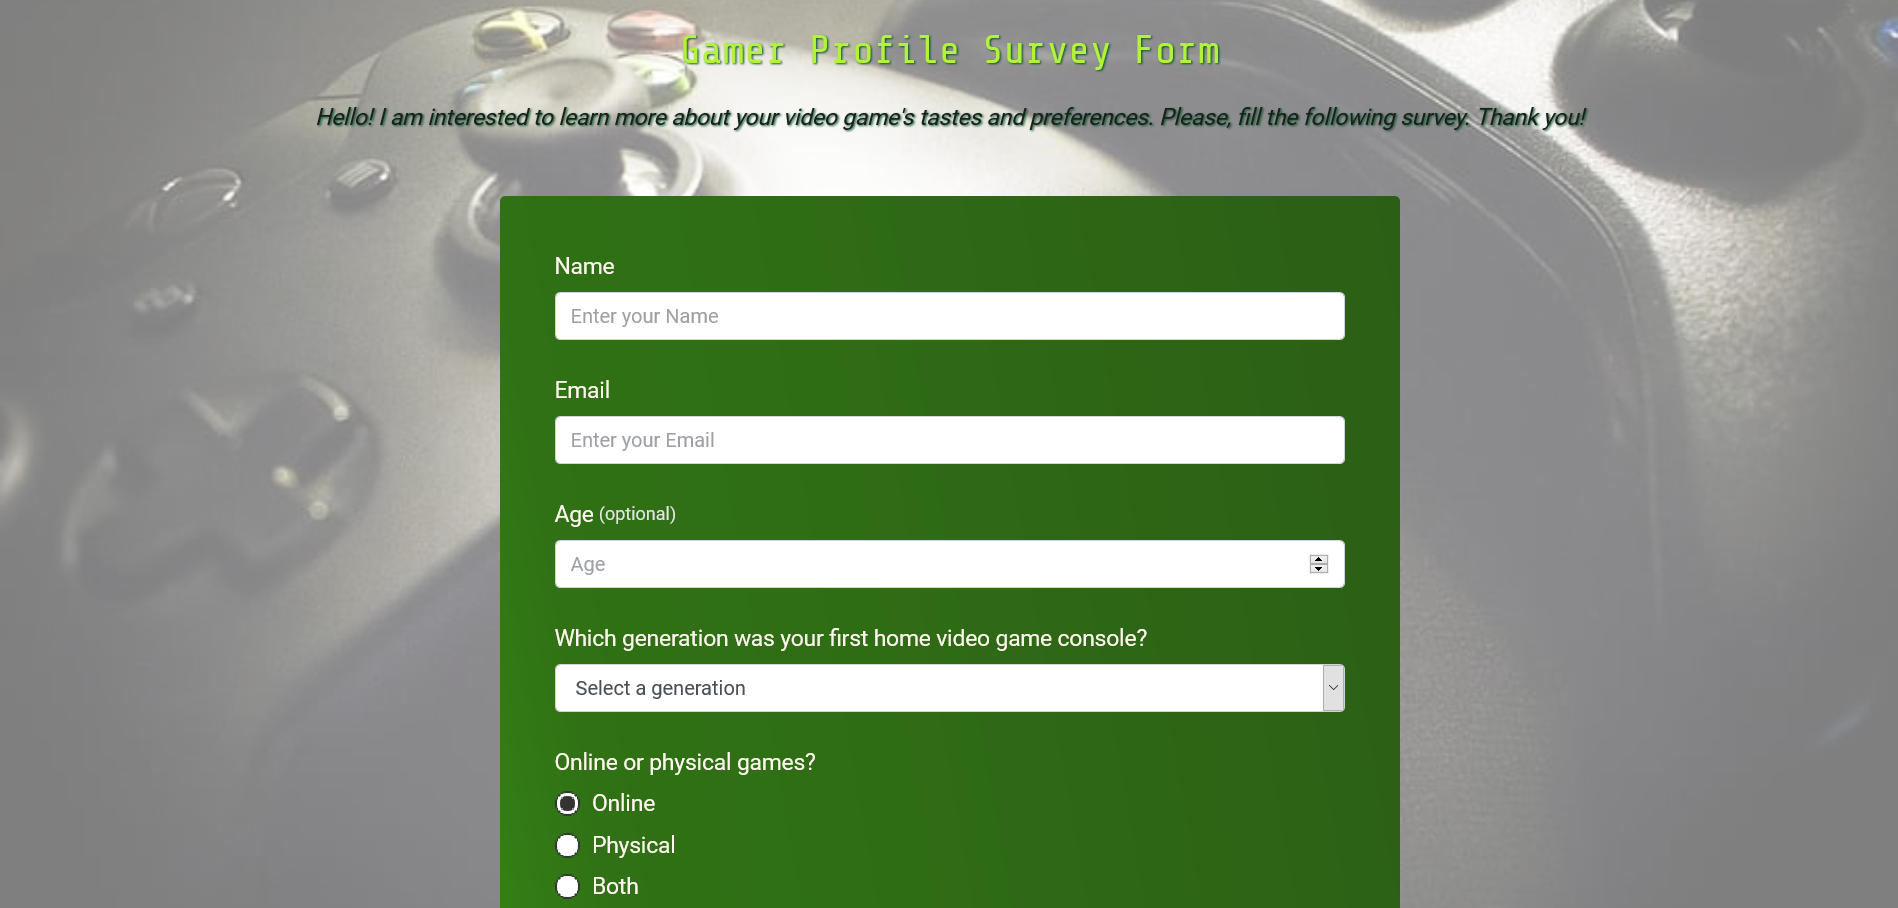 Gamer Profile Survey Form
Hello! I am interested to learn more about your video game's tastes and preferences. Please, fill the following survey. Thank you!
Name
Enter your Name
Email
Enter your Email
Age (optional)
Age
Which generation was your first home video game console?
Select a generation
Online or physical games?
Online
Physical
Both